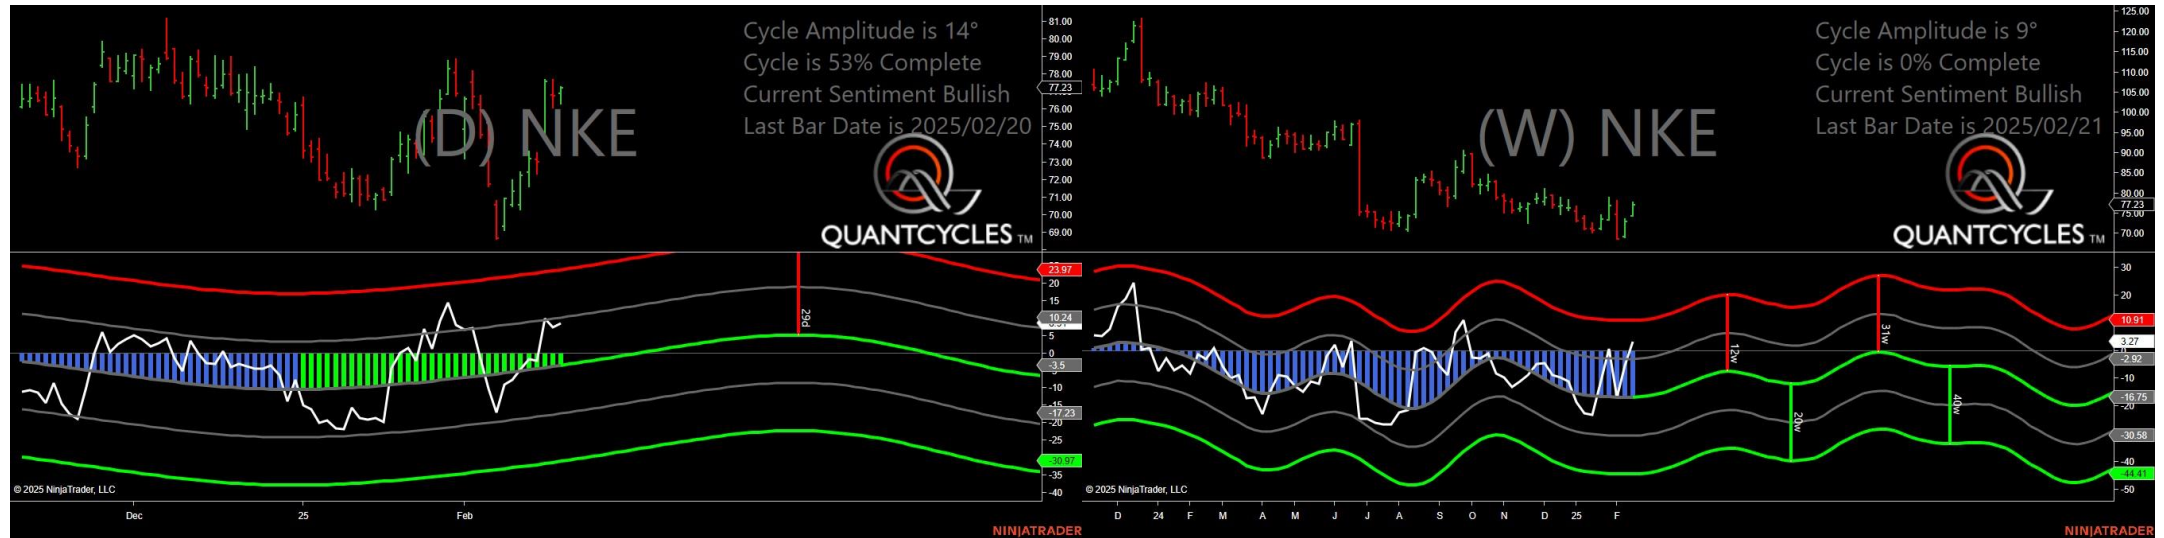 Cycle Amplitude is 14°
Cycle is 53% Complete
Current Sentiment Bullish
Last Bar Date is 2025/02/20
(D) NKE
QUANTCYCLES TM
81.00
80.00
79.00
78.00
77.23
76.00
75.00
74.00
73.00
72.00
71.00
70.00
69.00
23.97
20
15
10.24
5
0
-3.5
-10
-15
-17.23
-25
-30.97
-35
-40
29d
© 2025 NinjaTrader, LLC
Dec
25
Feb
NINJATRADER
Cycle Amplitude is 9°
Cycle is 0% Complete
Current Sentiment Bullish
Last Bar Date is 2025/02/21
(W) NKE
QUANTCYCLES TM
125.00
120.00
115.00
110.00
105.00
100.00
95.00
90.00
85.00
80.00
77.23
75.00
70.00
30
20
10.91
3.27
-2.92
-10
-16.75
-20
-30.58
-40
-44.41
-50
12w
20w
31w
40w
© 2025 NinjaTrader, LLC
D 24 F M A M J J A S O N D 25 F
NINJATRADER